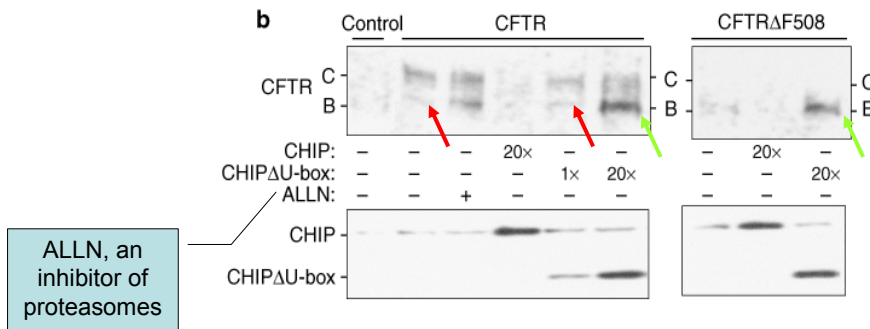 b Control CFTR CFTRΔF508
CFTR C C C
B B B E
CHIP: – – – 20× – – – 20× –
CHIPΔU-box: – – – – 1× 20× – – 20×
ALLN: – – + – – – – – –
CHIP
CHIPΔU-box
ALLN, an
inhibitor of
proteasomes